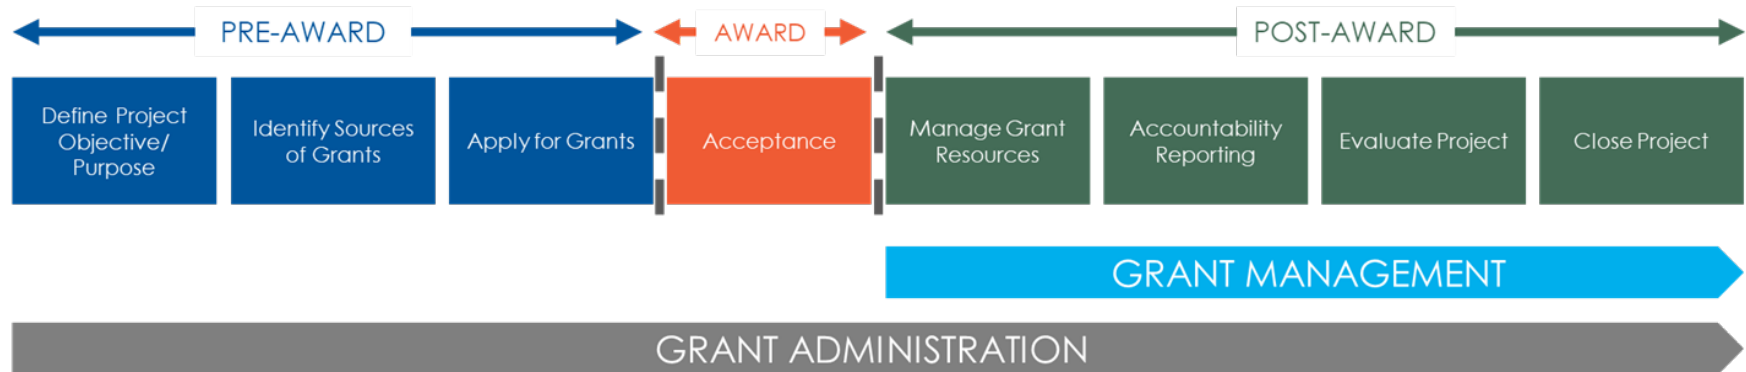 PRE-AWARD
AWARD
POST-AWARD
Define Project
Objective/
Purpose
Identify Sources
of Grants
Apply for Grants
Acceptance
Manage Grant
Resources
Accountability
Reporting
Evaluate Project
Close Project
GRANT MANAGEMENT
GRANT ADMINISTRATION